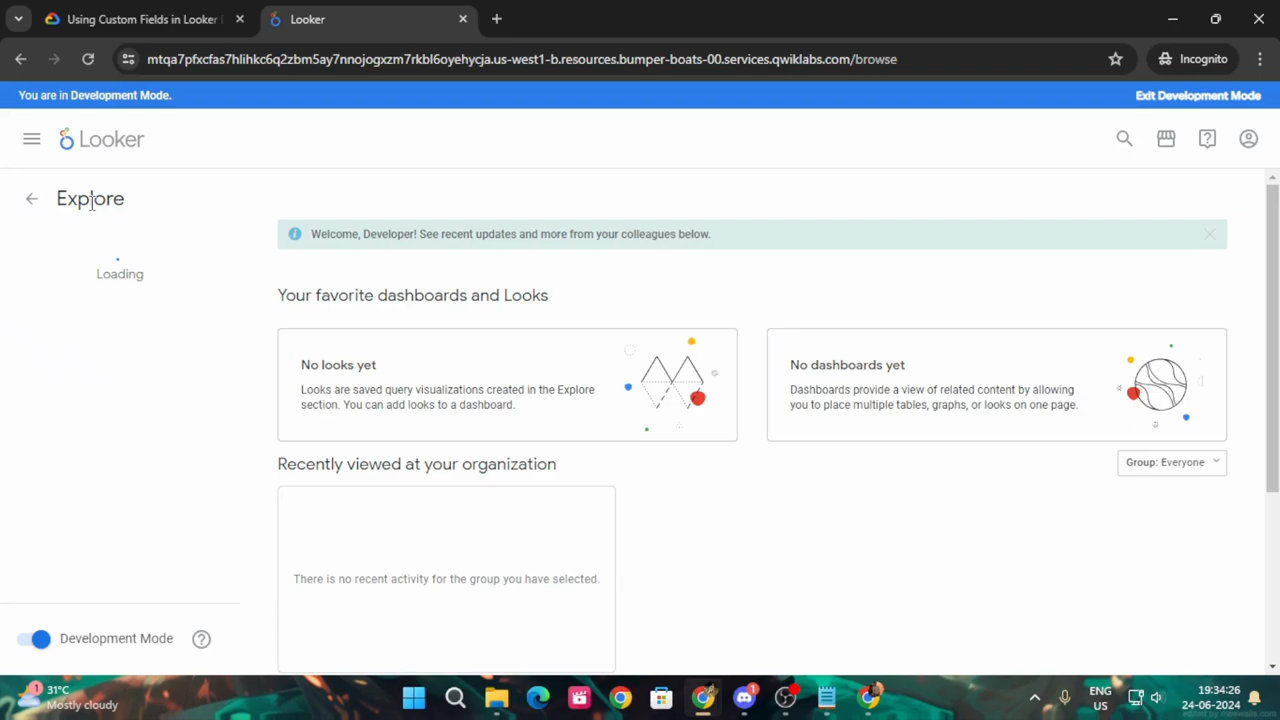 Using Custom Fields in Looker
Looker
mtqa7pfxcfas7hlihkc6q2zbm5ay7nnojogxzm7rkbl6oyehycja.us-west1-b.resources.bumper-boats-00.services.qwiklabs.com/browse
Incognito
You are in Development Mode.
Exit Development Mode
Looker
Explore
Loading
Welcome, Developer! See recent updates and more from your colleagues below.
Your favorite dashboards and Looks
No looks yet
Looks are saved query visualizations created in the Explore
section. You can add looks to a dashboard.
No dashboards yet
Dashboards provide a view of related content by allowing
you to place multiple tables, graphs, or looks on one page.
Recently viewed at your organization
Group: Everyone
There is no recent activity for the group you have selected.
Development Mode
1
31°C
Mostly cloudy
1
ENG
US
19:34:26
24-06-2024